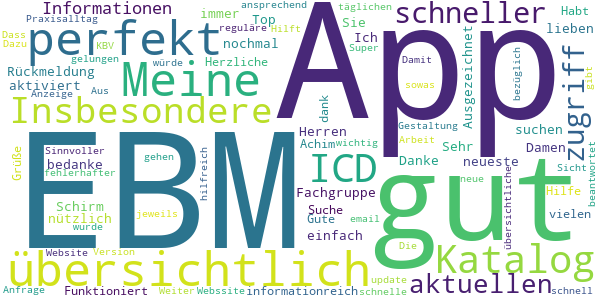 Informationen
immer
täglichen
ansprechend
Habt
Praxisalltag
Top
reguläre
Hilft
schneller
lieben
Dass
KBV
Sie
Ich
Super
Dazu
gelungen
würde
nochmal
perfekt
App
Damit
sowas
bezüglich
Ausgezeichnet
zugriff
gibt
Rückmeldung
Herzliche
aktiviert
Meine
Anzeige
Aus
Insbesondere
dank
Gestaltung
suchen
beantwortet
EBM
Herren
wichtig
Arbeit
Achim
Sehr
Damen
Grüße
Sinnvoller
gehen
hilfreich
ICD
Danke
neueste
Sicht
bedanke
fehlerhafter
gut
übersichtlicher
Schirm
jeweils
Fachgruppe
neue
Hilfe
nützlich
wurde
Suche
email
Gute
vielen
Website
Version
einfach
Die
übersichtlich
Katalog
aktuellen
Funktioniert
Weiter
Webssite
informationreich
update
Anfrage
schnelle
schnell